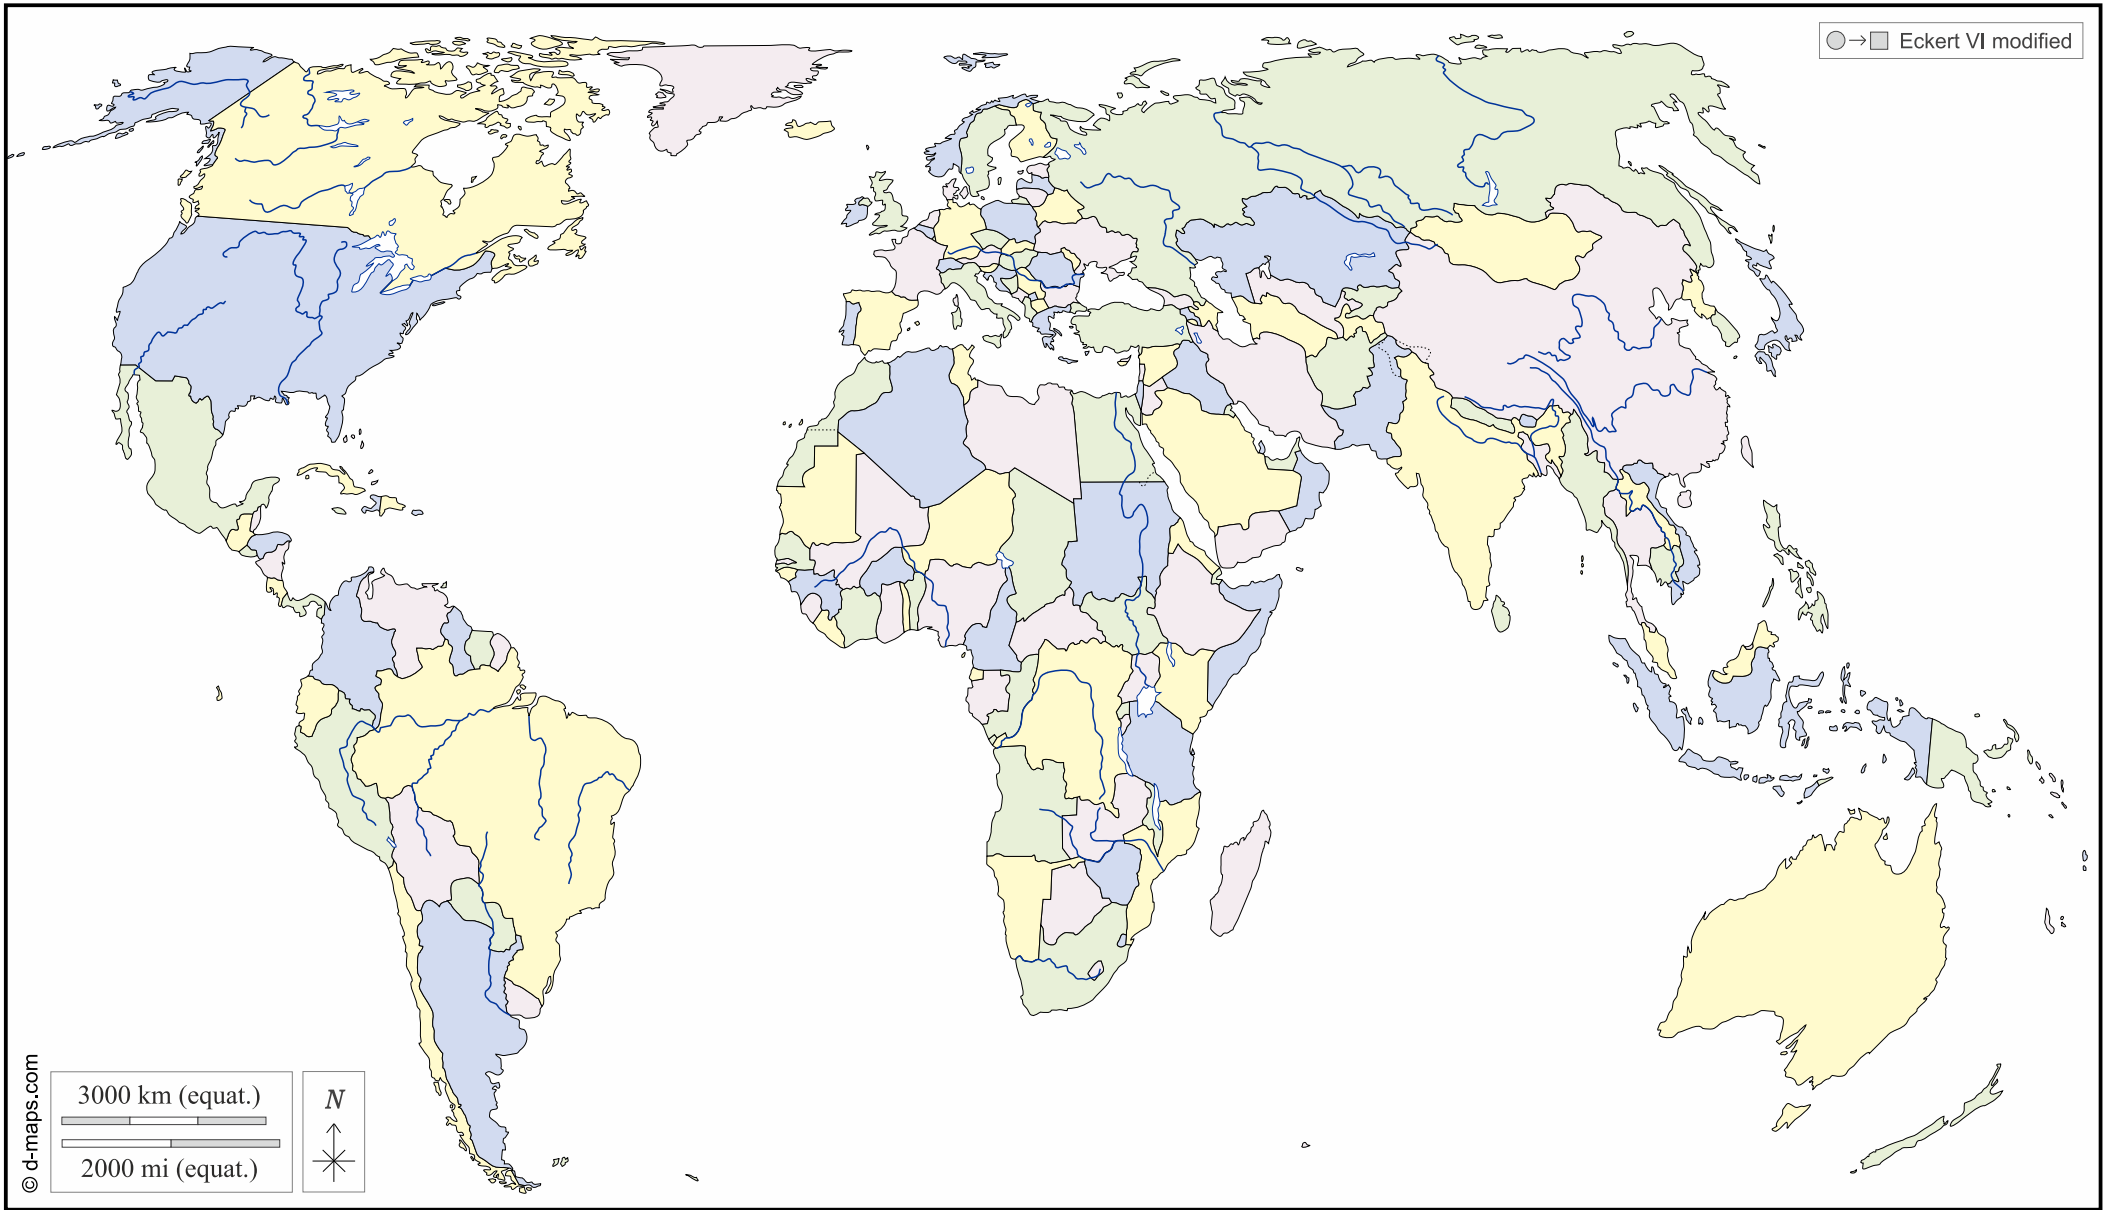 Eckert VI modified
3000 km (equat.)
2000 mi (equat.)
N
© d-maps.com